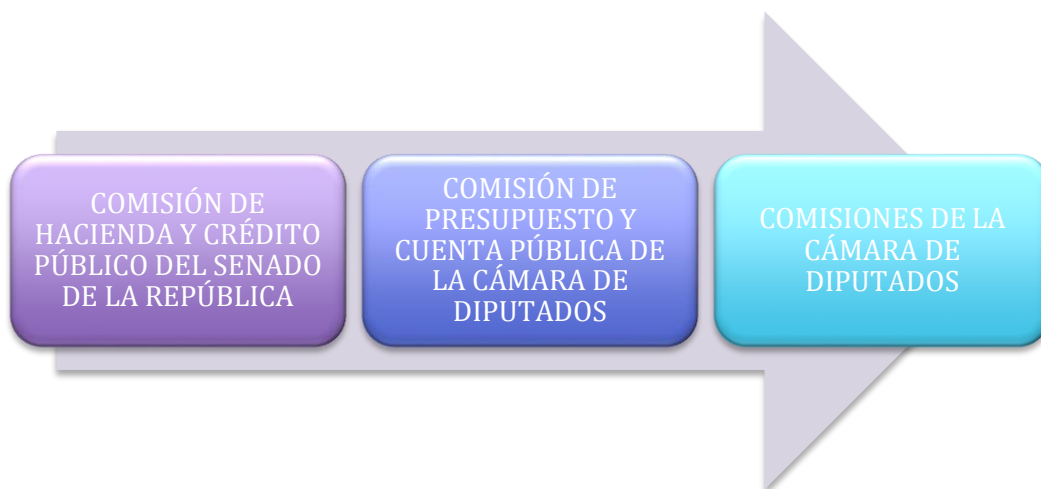 COMISIÓN DE
HACIENDA Y CRÉDITO
PÚBLICO DEL SENADO
DE LA REPÚBLICA
COMISIÓN DE
PRESUPUESTO Y
CUENTA PÚBLICA DE
LA CÁMARA DE
DIPUTADOS
COMISIONES DE LA
CÁMARA DE
DIPUTADOS